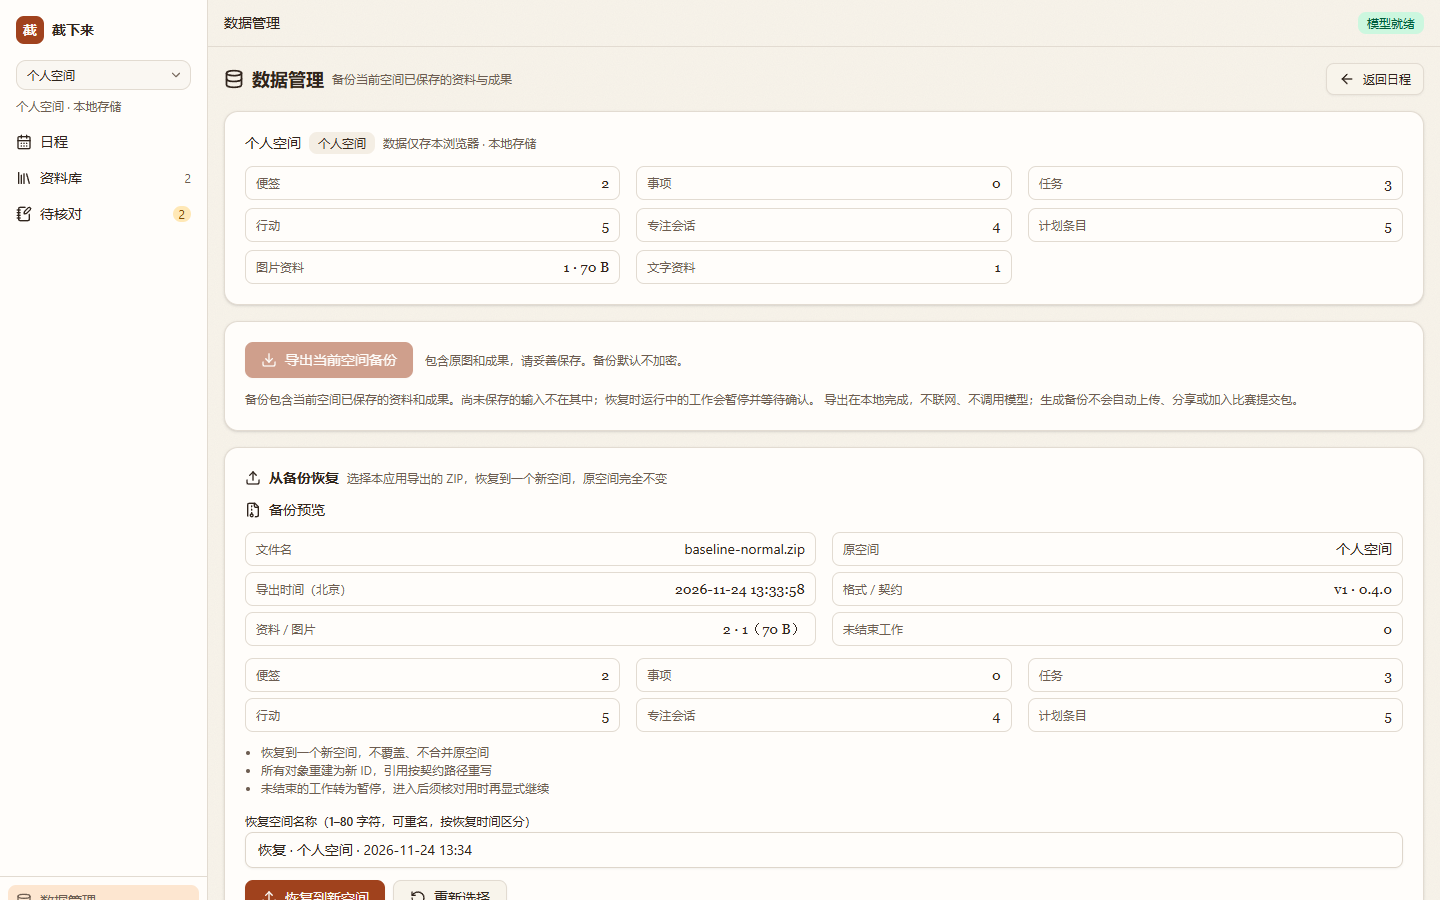 截 截下来
个人空间
个人空间 · 本地存储
日程
资料库 2
待核对 2
数据管理
数据管理 模型就绪
数据管理 备份当前空间已保存的资料与成果 返回日程
个人空间 个人空间 数据仅存本浏览器 · 本地存储
便签 2 事项 0 任务 3
行动 5 专注会话 4 计划条目 5
图片资料 1 · 70 B 文字资料 1
导出当前空间备份 包含原图和成果，请妥善保存。备份默认不加密。
备份包含当前空间已保存的资料和成果。尚未保存的输入不在其中；恢复时运行中的工作会暂停并等待确认。 导出在本地完成，不联网、不调用模型；生成备份不会自动上传、分享或加入比赛提交包。
从备份恢复 选择本应用导出的 ZIP，恢复到一个新空间，原空间完全不变
备份预览
文件名 baseline-normal.zip 原空间 个人空间
导出时间（北京） 2026-11-24 13:33:58 格式 / 契约 v1 · 0.4.0
资料 / 图片 2 · 1（70 B） 未结束工作 0
便签 2 事项 0 任务 3
行动 5 专注会话 4 计划条目 5
恢复到一个新空间，不覆盖、不合并原空间
所有对象重建为新 ID，引用按契约路径重写
未结束的工作转为暂停，进入后须核对用时再显式继续
恢复空间名称（1–80 字符，可重名，按恢复时间区分）
恢复 · 个人空间 · 2026-11-24 13:34
恢复到新空间 重新选择